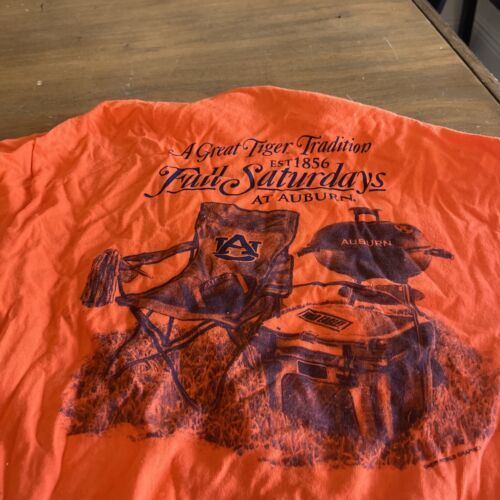 A Great Tiger Tradition
EST 1856
Fall Saturdays
AT AUBURN.
AU
AUBURN